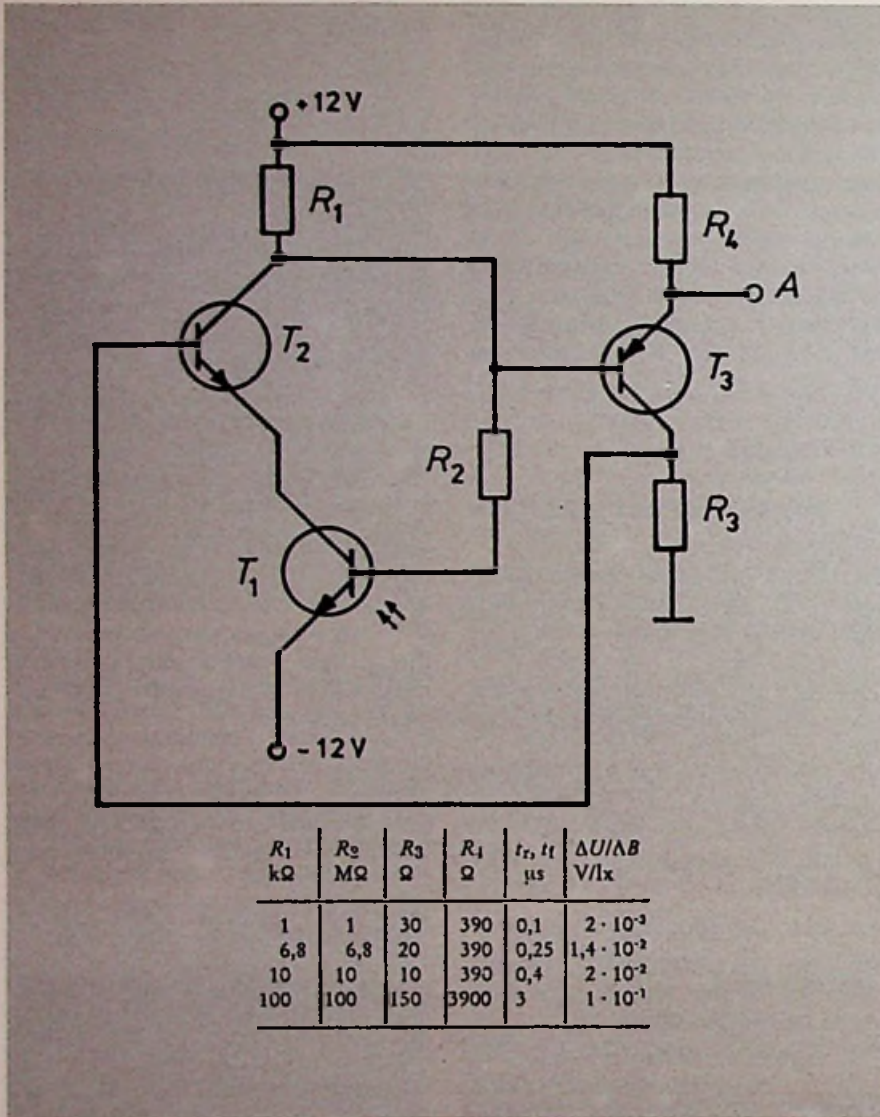 +12V
R1
R4
A
T2
T3
R2
R3
T1
-12V
R1 R2 R3 R4 tr, tf ΔU/ΔB
kΩ MΩ Ω Ω µs V/lx
1 1 30 390 0,1 2 · 10⁻³
6,8 6,8 20 390 0,25 1,4 · 10⁻²
10 10 10 390 0,4 2 · 10⁻²
100 100 150 3900 3 1 · 10⁻¹